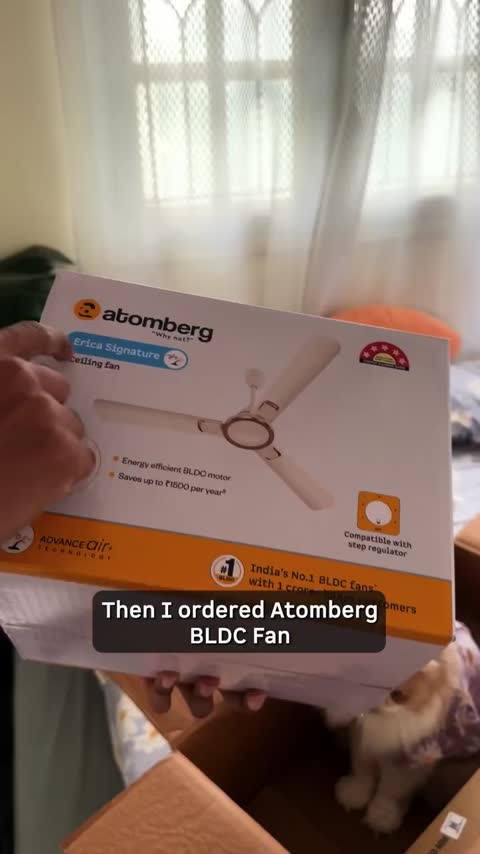 atomberg
"Why not?"
Erica Signature
Ceiling fan
Energy efficient BLDC motor
Saves up to ₹1500 per year*
Compatible with
step regulator
ADVANCE air+
TECHNOLOGY
#1
BLDC
India's No.1 BLDC fans
with 1 crore+
Then I ordered Atomberg
BLDC Fan